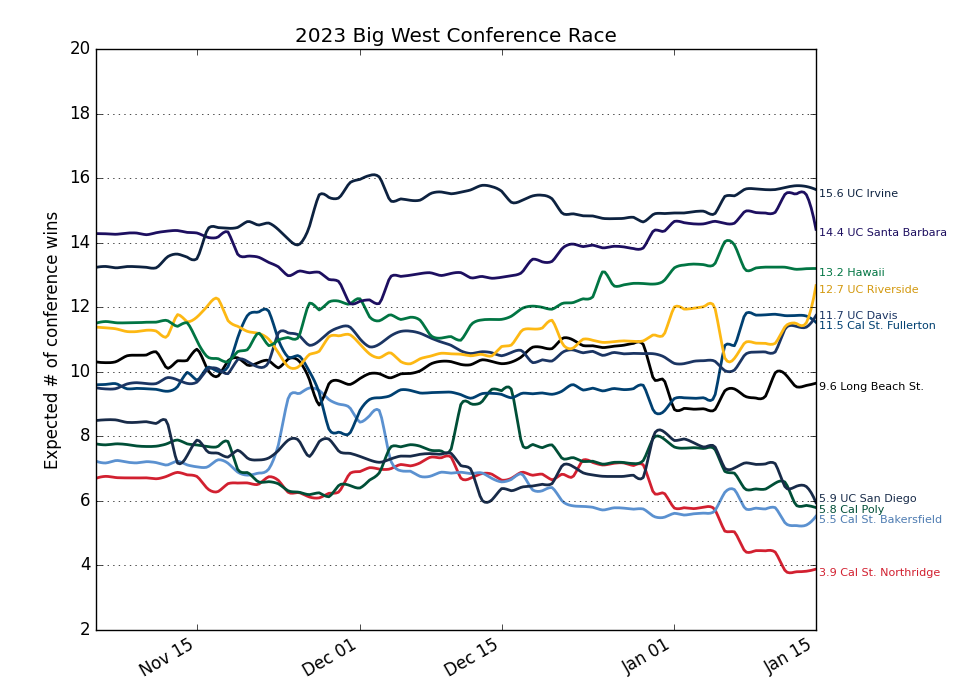 2023 Big West Conference Race
Expected # of conference wins
20
18
16
14
12
10
8
6
4
2
Nov 15
Dec 01
Dec 15
Jan 01
Jan 15
15.6 UC Irvine
14.4 UC Santa Barbara
13.2 Hawaii
12.7 UC Riverside
11.7 UC Davis
11.5 Cal St. Fullerton
9.6 Long Beach St.
5.9 UC San Diego
5.8 Cal Poly
5.5 Cal St. Bakersfield
3.9 Cal St. Northridge